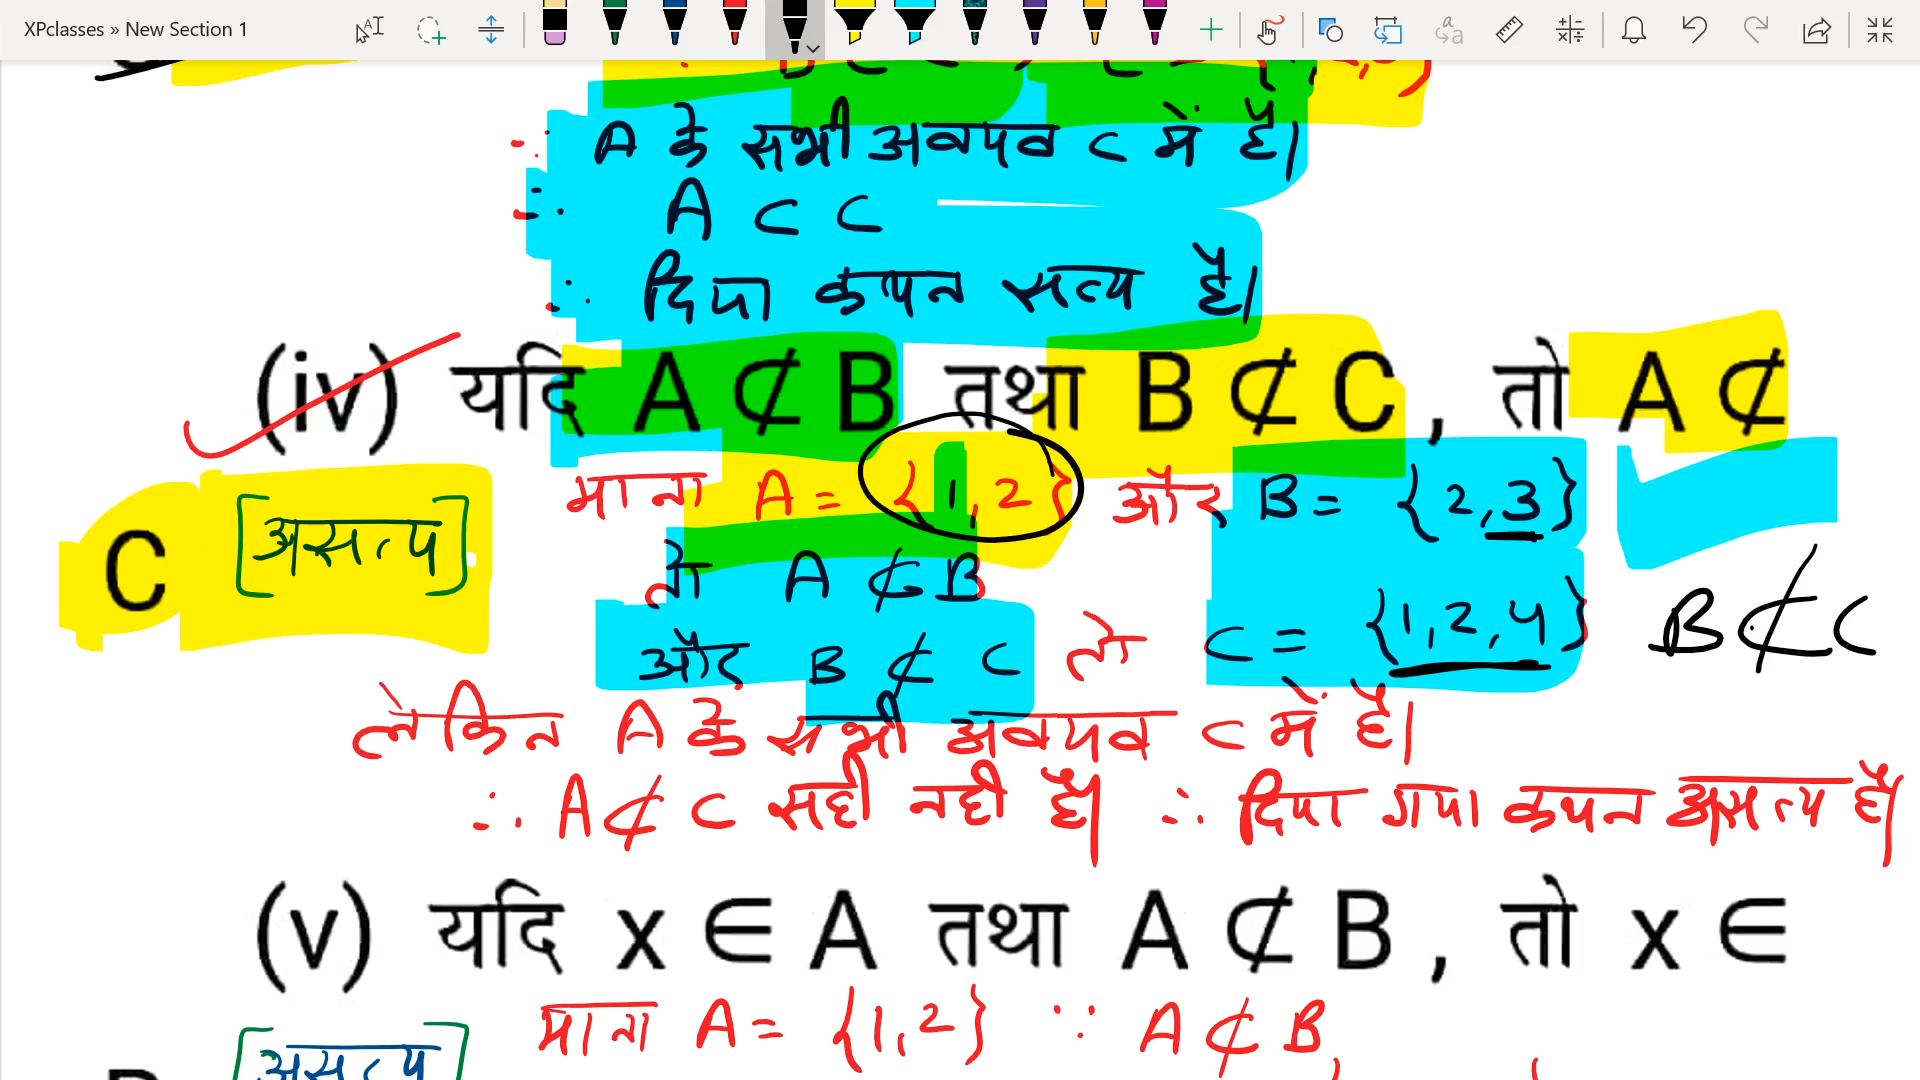 XPclasses » New Section 1
A के सभी अवयव C में है।
∴ A ⊂ C
∴ दिया कथन सत्य है।
(iv) यदि A ⊄ B तथा B ⊄ C, तो A ⊄
माना A = {1,2} और B = {2,3}
C [असत्य]
तो A ⊄ B
और B ⊄ C तो C = {1,2,4} B ⊄ C
लेकिन A के सभी अवयव C में है।
∴ A ⊄ C सही नही है। ∴ दिया गया कथन असत्य है।
(v) यदि x ∈ A तथा A ⊄ B, तो x ∈
माना A = {1,2} ∵ A ⊄ B,
[असत्य]